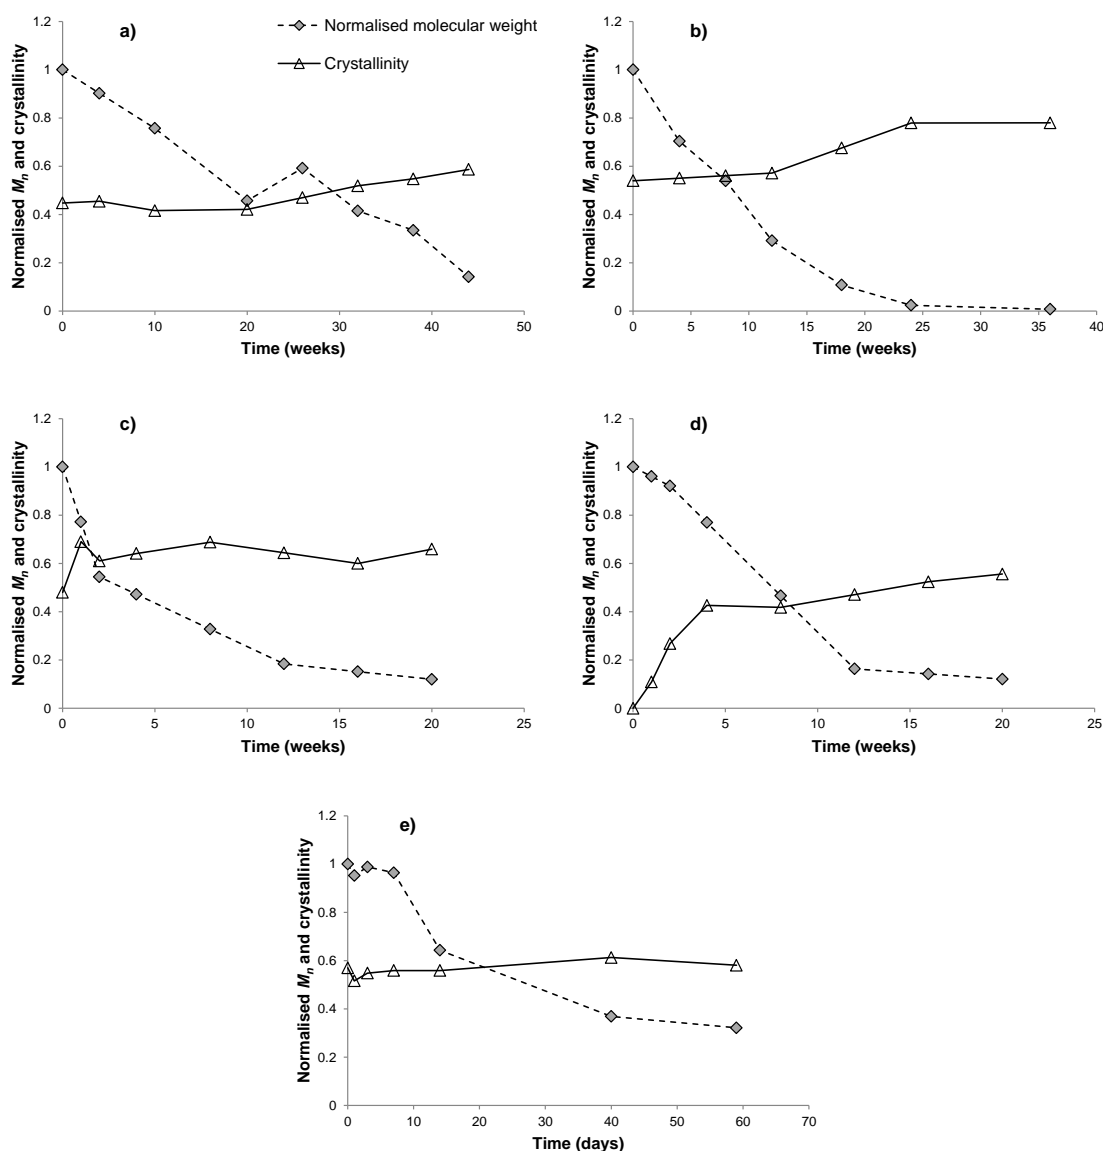 a)
Normalised molecular weight
Crystallinity
Normalised Mn and crystallinity
1.2
1
0.8
0.6
0.4
0.2
0
0 10 20 30 40 50
Time (weeks)
b)
Normalised Mn and crystallinity
1.2
1
0.8
0.6
0.4
0.2
0
0 5 10 15 20 25 30 35 40
Time (weeks)
c)
Normalised Mn and crystallinity
1.2
1
0.8
0.6
0.4
0.2
0
0 5 10 15 20 25
Time (weeks)
d)
Normalised Mn and crystallinity
1.2
1
0.8
0.6
0.4
0.2
0
0 5 10 15 20 25
Time (weeks)
e)
Normalised Mn and crystallinity
1.2
1
0.8
0.6
0.4
0.2
0
0 10 20 30 40 50 60 70
Time (days)